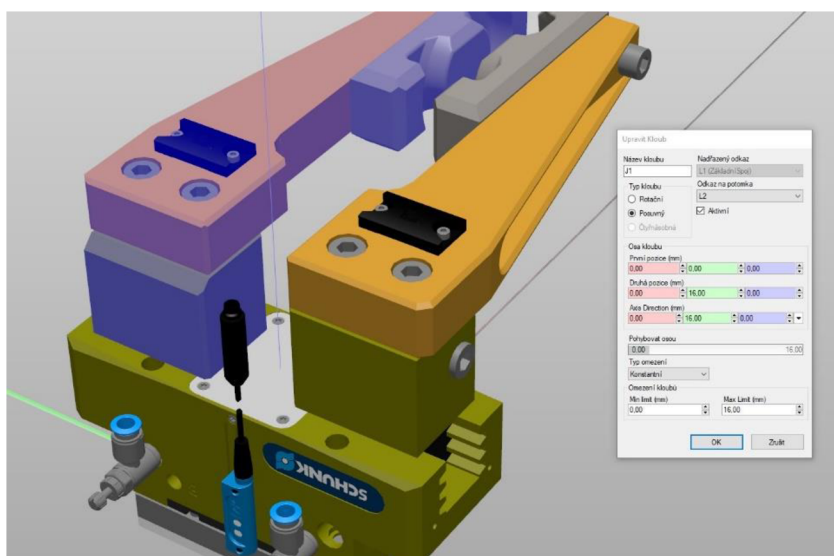 Upravit Kloub
Název kloubu
Nadřazený odkaz
J1
L1 (Základní Spoj)
Typ kloubu
Odkaz na potomka
Rotační
L2
Posuvný
Aktivní
Čtyřnásobná
Osa kloubu
První pozice (mm)
0,00 0,00 0,00
Druhá pozice (mm)
0,00 16,00 0,00
Axis Direction (mm)
0,00 16,00 0,00
Pohybovat osou
0,00 16,00
Typ omezení
Konstantní
Omezení kloubů
Min limit (mm) Max Limit (mm)
0,00 16,00
OK Zrušit
SCHUNK